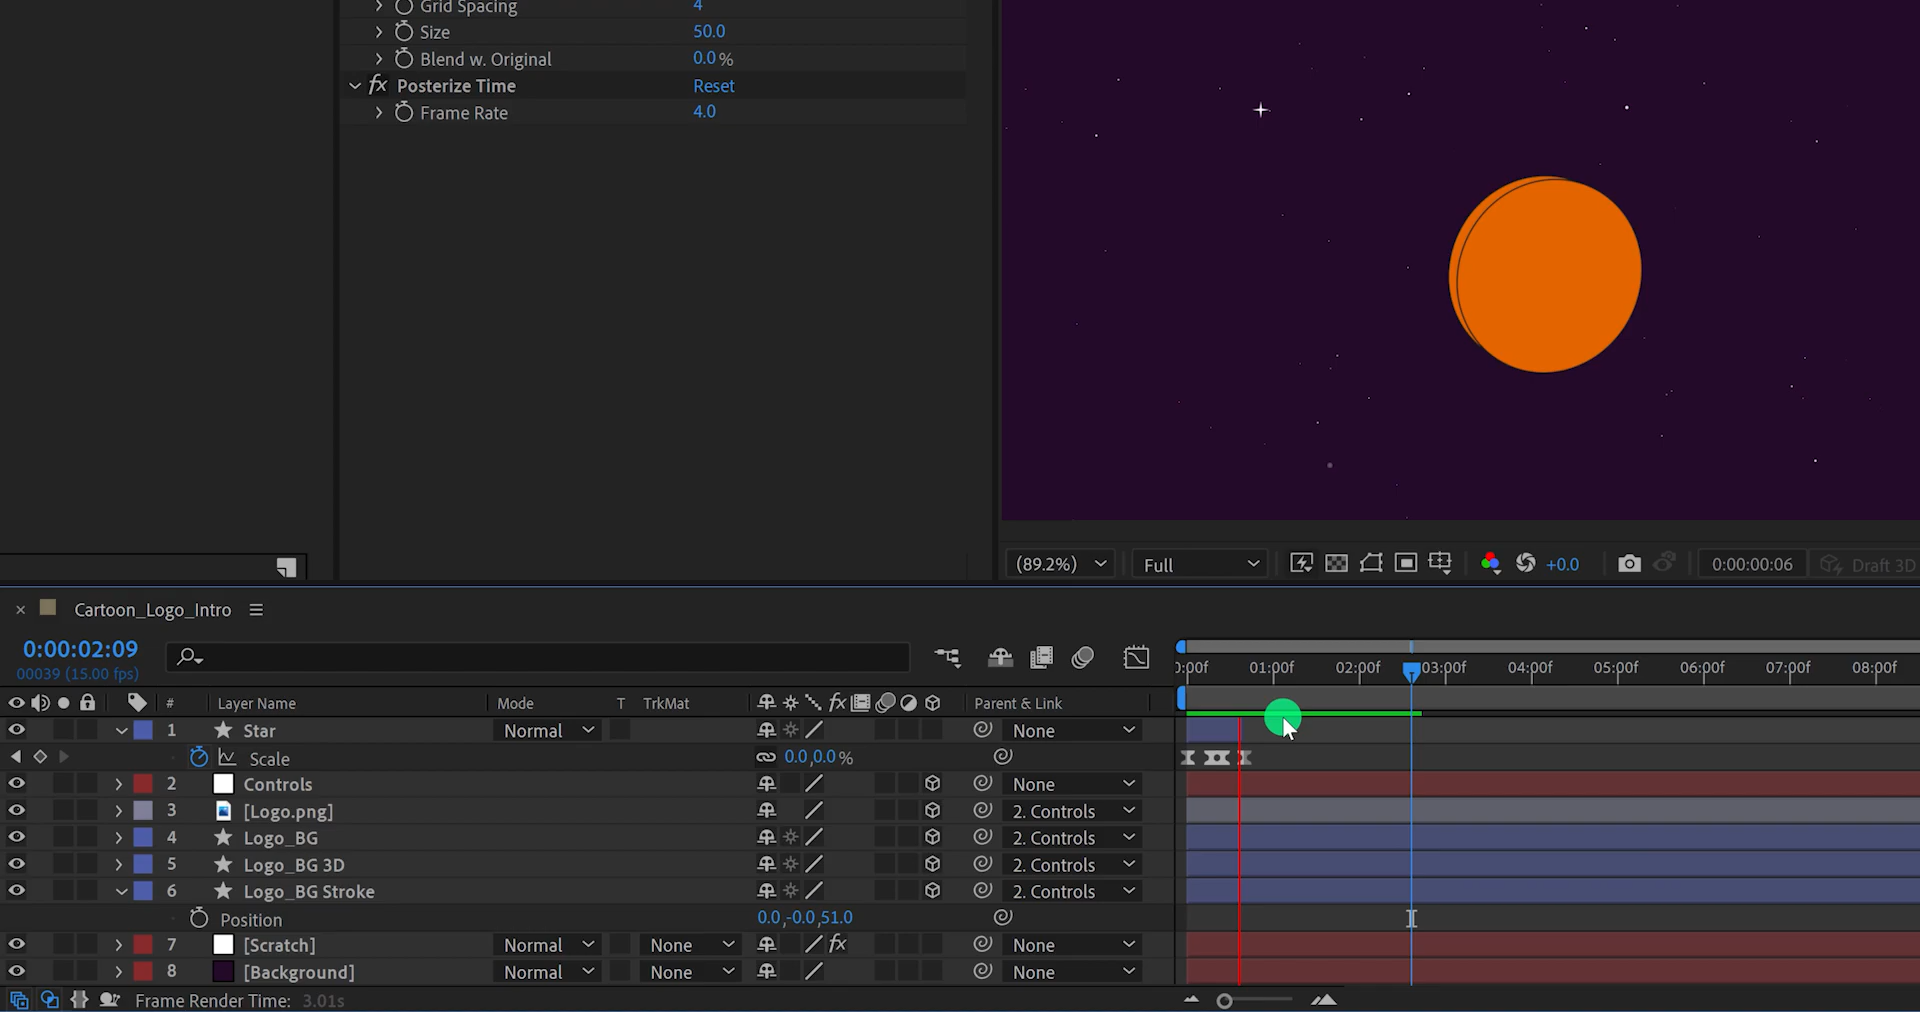 Grid Spacing 4
Size 50.0
Blend w. Original 0.0 %
fx Posterize Time Reset
Frame Rate 4.0
(89.2%) Full +0.0 0:00:00:06 Draft 3D
× Cartoon_Logo_Intro
0:00:02:09
00039 (15.00 fps)
0:00f 01:00f 02:00f 03:00f 04:00f 05:00f 06:00f 07:00f 08:00f
# Layer Name Mode T TrkMat fx Parent & Link
1 Star Normal None
Scale 0.0,0.0 %
2 Controls None
3 [Logo.png] 2. Controls
4 Logo_BG 2. Controls
5 Logo_BG 3D 2. Controls
6 Logo_BG Stroke 2. Controls
Position 0.0,-0.0,51.0
7 [Scratch] Normal None fx None
8 [Background] Normal None None
Frame Render Time: 3.01s